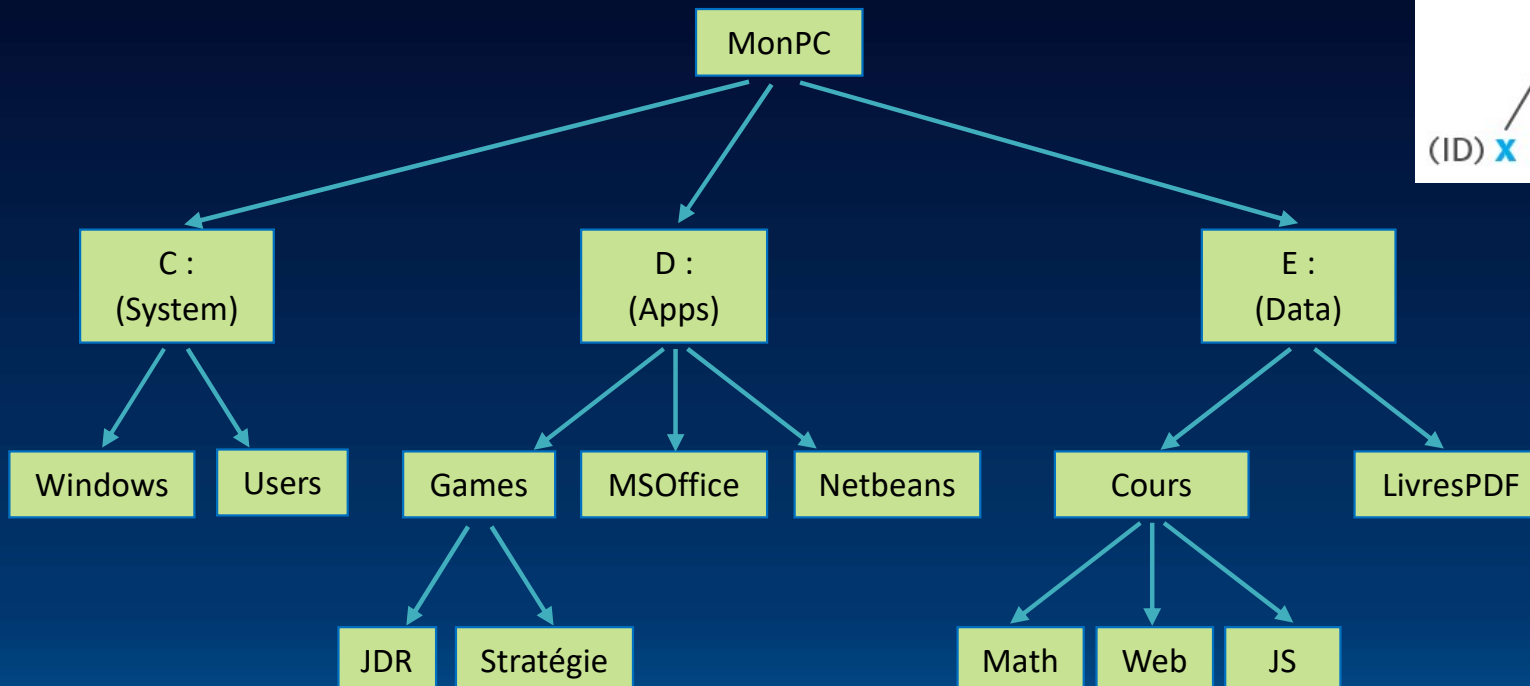 MonPC
(ID) X
C :
(System)
D :
(Apps)
E :
(Data)
Windows
Users
Games
MSOffice
Netbeans
Cours
LivresPDF
JDR
Stratégie
Math
Web
JS